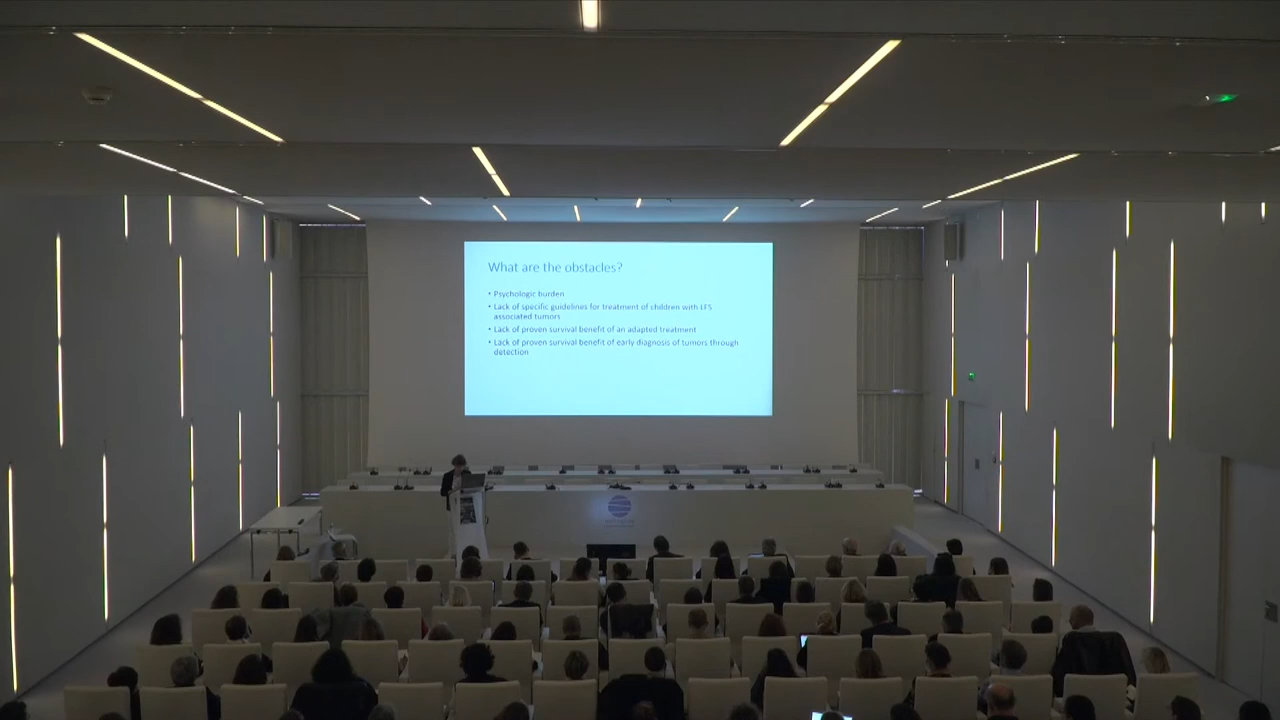 What are the obstacles?
• Psychologic burden
• Lack of specific guidelines for treatment of children with LFS
associated tumors
• Lack of proven survival benefit of an adapted treatment
• Lack of proven survival benefit of early diagnosis of tumors through
detection